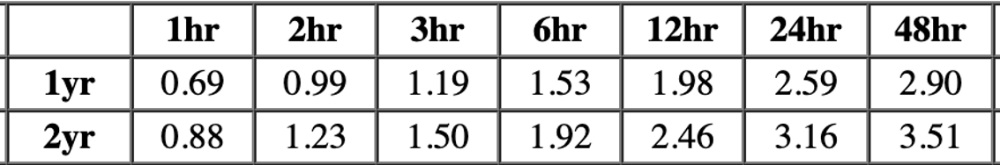 1hr 2hr 3hr 6hr 12hr 24hr 48hr
1yr 0.69 0.99 1.19 1.53 1.98 2.59 2.90
2yr 0.88 1.23 1.50 1.92 2.46 3.16 3.51